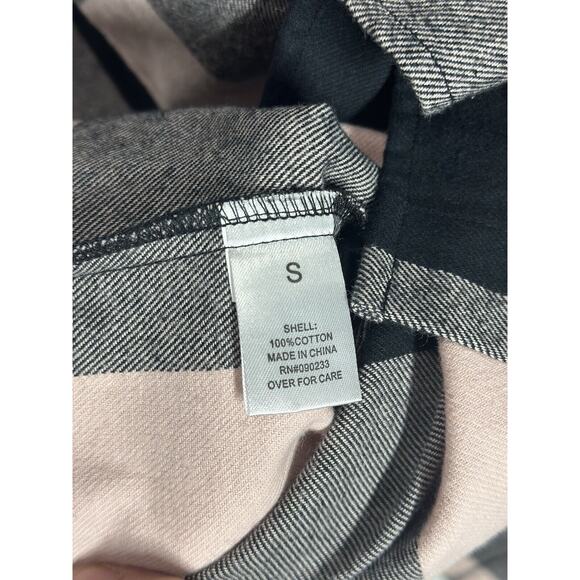 S
SHELL:
100%COTTON
MADE IN CHINA
RN#090233
OVER FOR CARE